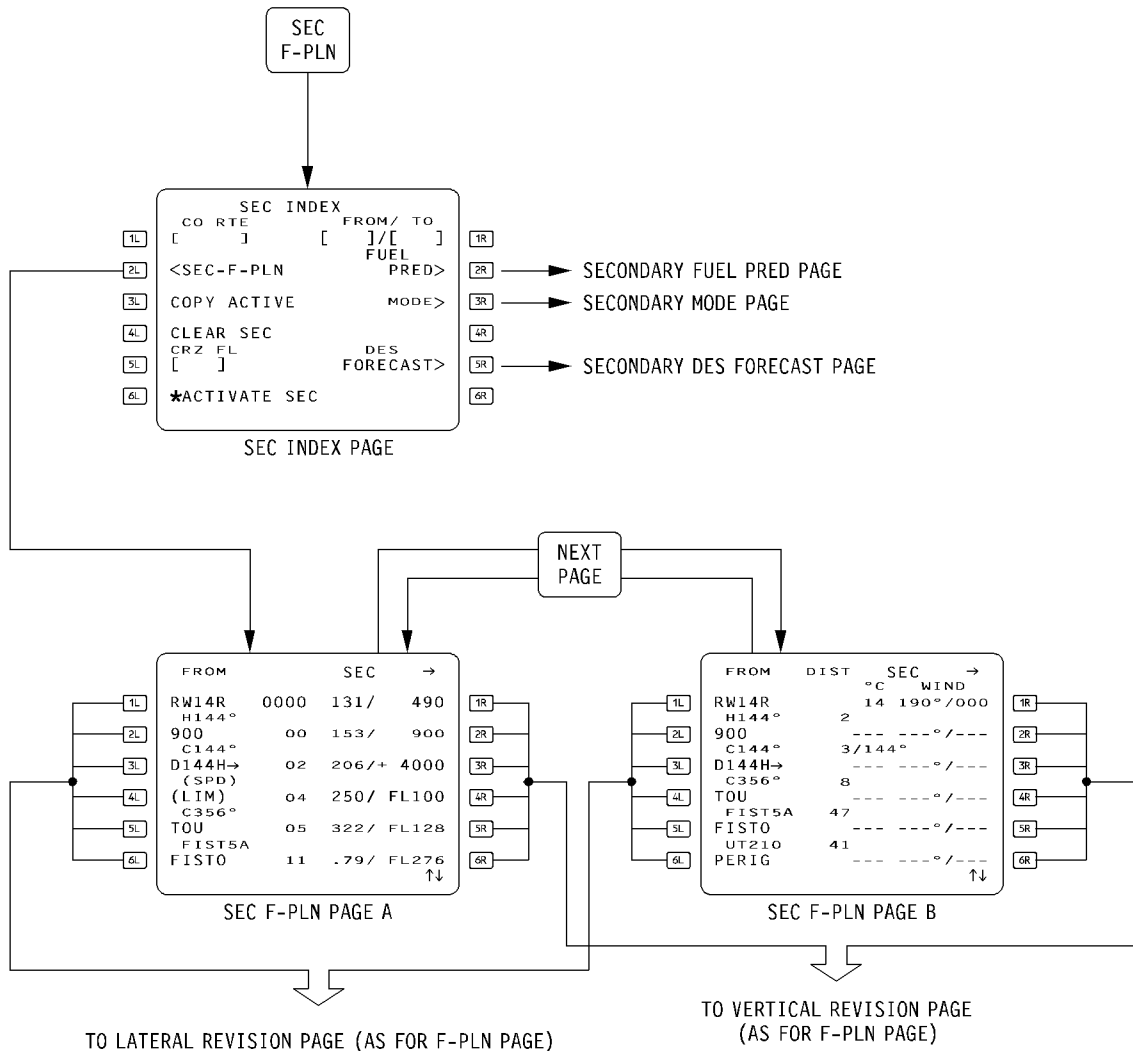 SEC
F-PLN
SEC INDEX
CO RTE FROM/ TO
1L [ ] [ ]/[ ] 1R
FUEL
2L <SEC-F-PLN PRED> 2R SECONDARY FUEL PRED PAGE
3L COPY ACTIVE MODE> 3R SECONDARY MODE PAGE
4L CLEAR SEC 4R
CRZ FL DES
5L [ ] FORECAST> 5R SECONDARY DES FORECAST PAGE
6L *ACTIVATE SEC 6R
SEC INDEX PAGE
NEXT
PAGE
FROM SEC →
1L RW14R 0000 131/ 490 1R
H144°
2L 900 00 153/ 900 2R
C144°
3L D144H→ 02 206/+ 4000 3R
(SPD)
4L (LIM) 04 250/ FL100 4R
C356°
5L TOU 05 322/ FL128 5R
FIST5A
6L FISTO 11 .79/ FL276 6R
↑↓
SEC F-PLN PAGE A
FROM DIST SEC →
°C WIND
1L RW14R 14 190°/000 1R
H144° 2
2L 900 --- ---°/--- 2R
C144° 3/144°
3L D144H→ --- ---°/--- 3R
C356° 8
4L TOU --- ---°/--- 4R
FIST5A 47
5L FISTO --- ---°/--- 5R
UT210 41
6L PERIG --- ---°/--- 6R
↑↓
SEC F-PLN PAGE B
TO LATERAL REVISION PAGE (AS FOR F-PLN PAGE)
TO VERTICAL REVISION PAGE
(AS FOR F-PLN PAGE)